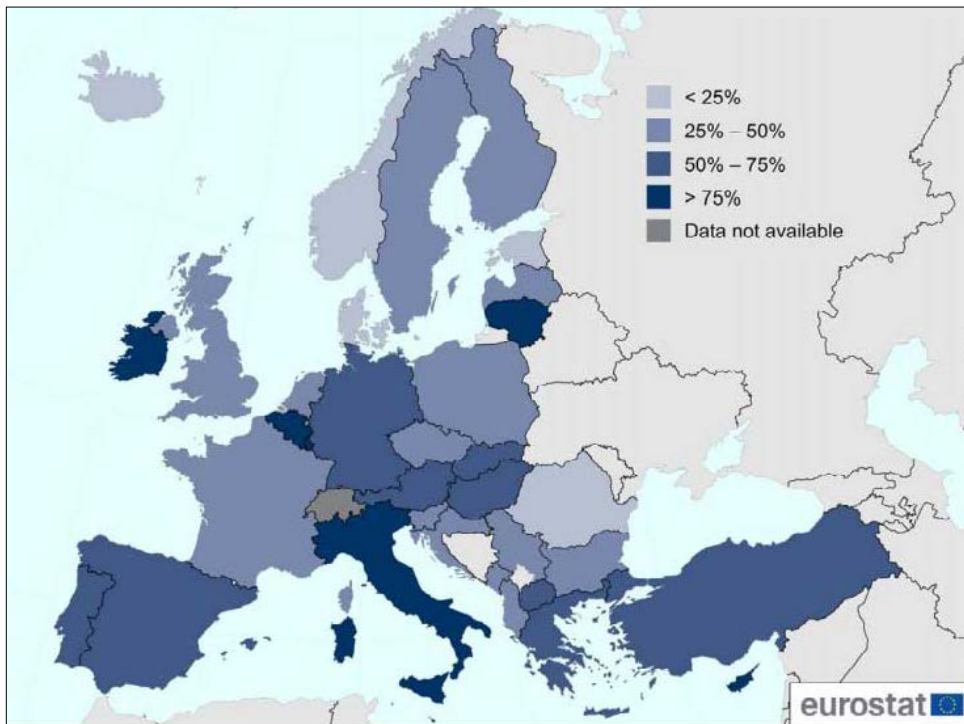 < 25%
25% – 50%
50% – 75%
> 75%
Data not available
eurostat